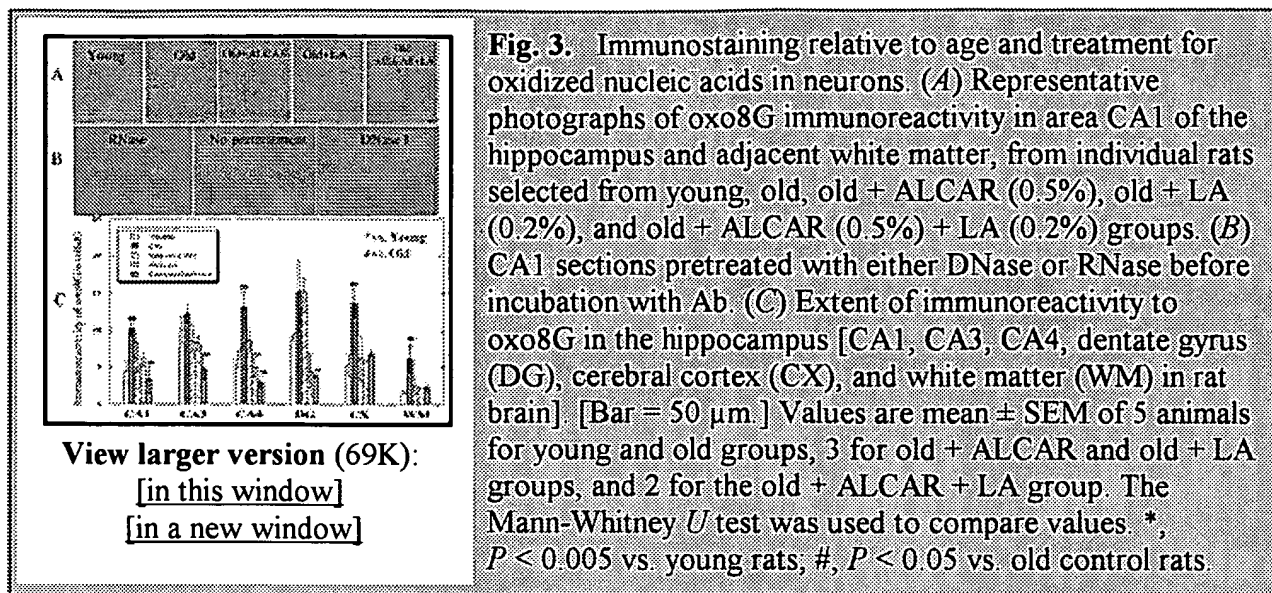 A
Young
Old
Old+LA
B
RNase
No pretreatment
DNase I
C
CA1 CA3 CA4 DG CX WM
View larger version (69K):
[in this window]
[in a new window]
Fig. 3. Immunostaining relative to age and treatment for
oxidized nucleic acids in neurons. (A) Representative
photographs of oxo8G immunoreactivity in area CA1 of the
hippocampus and adjacent white matter, from individual rats
selected from young, old, old + ALCAR (0.5%), old + LA
(0.2%), and old + ALCAR (0.5%) + LA (0.2%) groups. (B)
CA1 sections pretreated with either DNase or RNase before
incubation with Ab. (C) Extent of immunoreactivity to
oxo8G in the hippocampus [CA1, CA3, CA4, dentate gyrus
(DG), cerebral cortex (CX), and white matter (WM) in rat
brain]. [Bar = 50 μm.] Values are mean ± SEM of 5 animals
for young and old groups, 3 for old + ALCAR and old + LA
groups, and 2 for the old + ALCAR + LA group. The
Mann-Whitney U test was used to compare values. *,
P < 0.005 vs. young rats; #, P < 0.05 vs. old control rats.